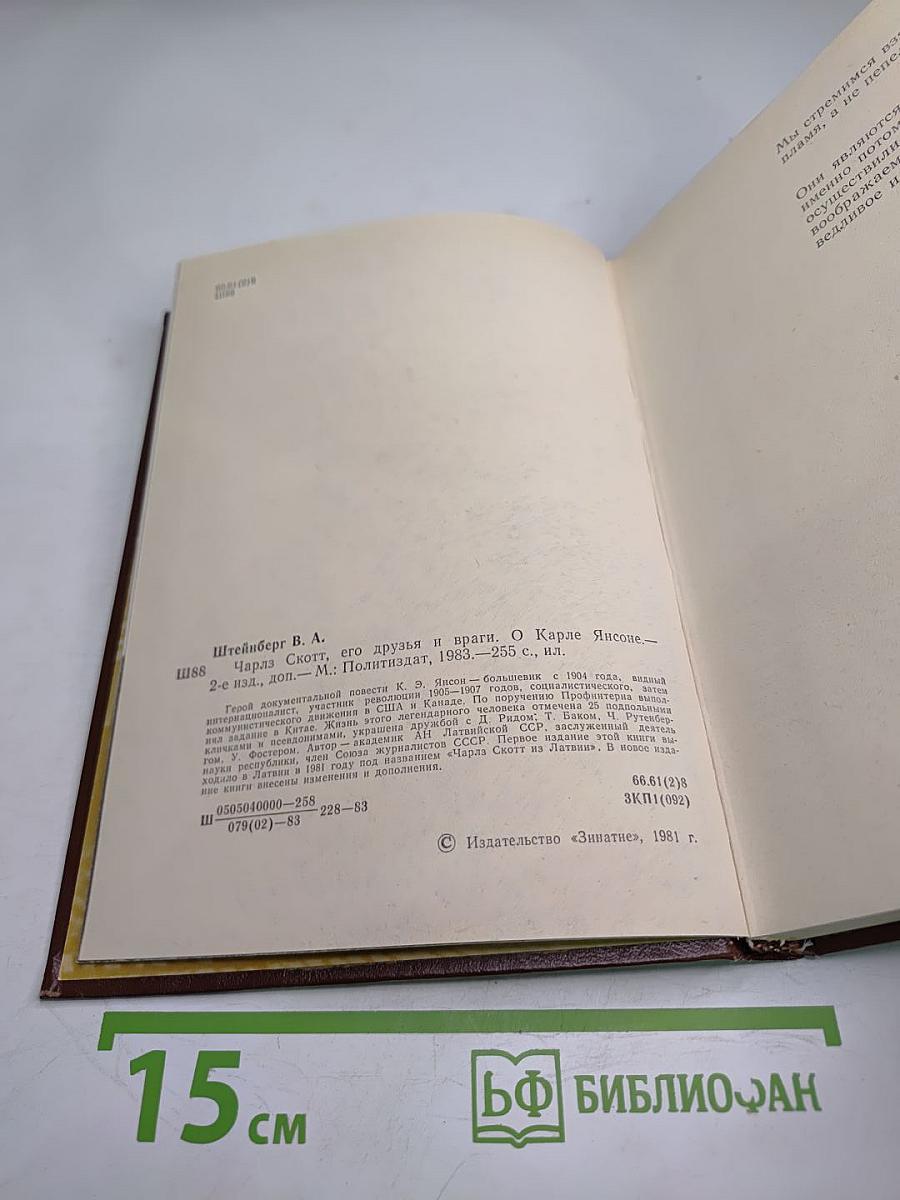 66.61(2)8
Ш88
Штейнберг В. А.
Ш88 Чарлз Скотт, его друзья и враги. О Карле Янсоне.—
2-е изд., доп.— М.: Политиздат, 1983.—255 с., ил.
Герой документальной повести К. Э. Янсон — большевик с 1904 года, видный
интернационалист, участник революции 1905—1907 годов, социалистического, затем
коммунистического движения в США и Канаде. По поручению Профинтерна выпол-
нял задание в Китае. Жизнь этого легендарного человека отмечена 25 подпольными
кличками и псевдонимами, украшена дружбой с Д. Ридом, Т. Баком, Ч. Рутенбер-
гом, У. Фостером. Автор — академик АН Латвийской ССР, заслуженный деятель
науки республики, член Союза журналистов СССР. Первое издание этой книги вы-
ходило в Латвии в 1981 году под названием «Чарлз Скотт из Латвии». В новое изда-
ние книги внесены изменения и дополнения.
Ш 0505040000—258
079(02)—83 228—83
66.61(2)8
3КП1(092)
© Издательство «Зинатне», 1981 г.
Мы стремимся
пламя, а не
Они являются
именно
осуществили
ведливое и
15 см
БФ БИБЛИОФАН